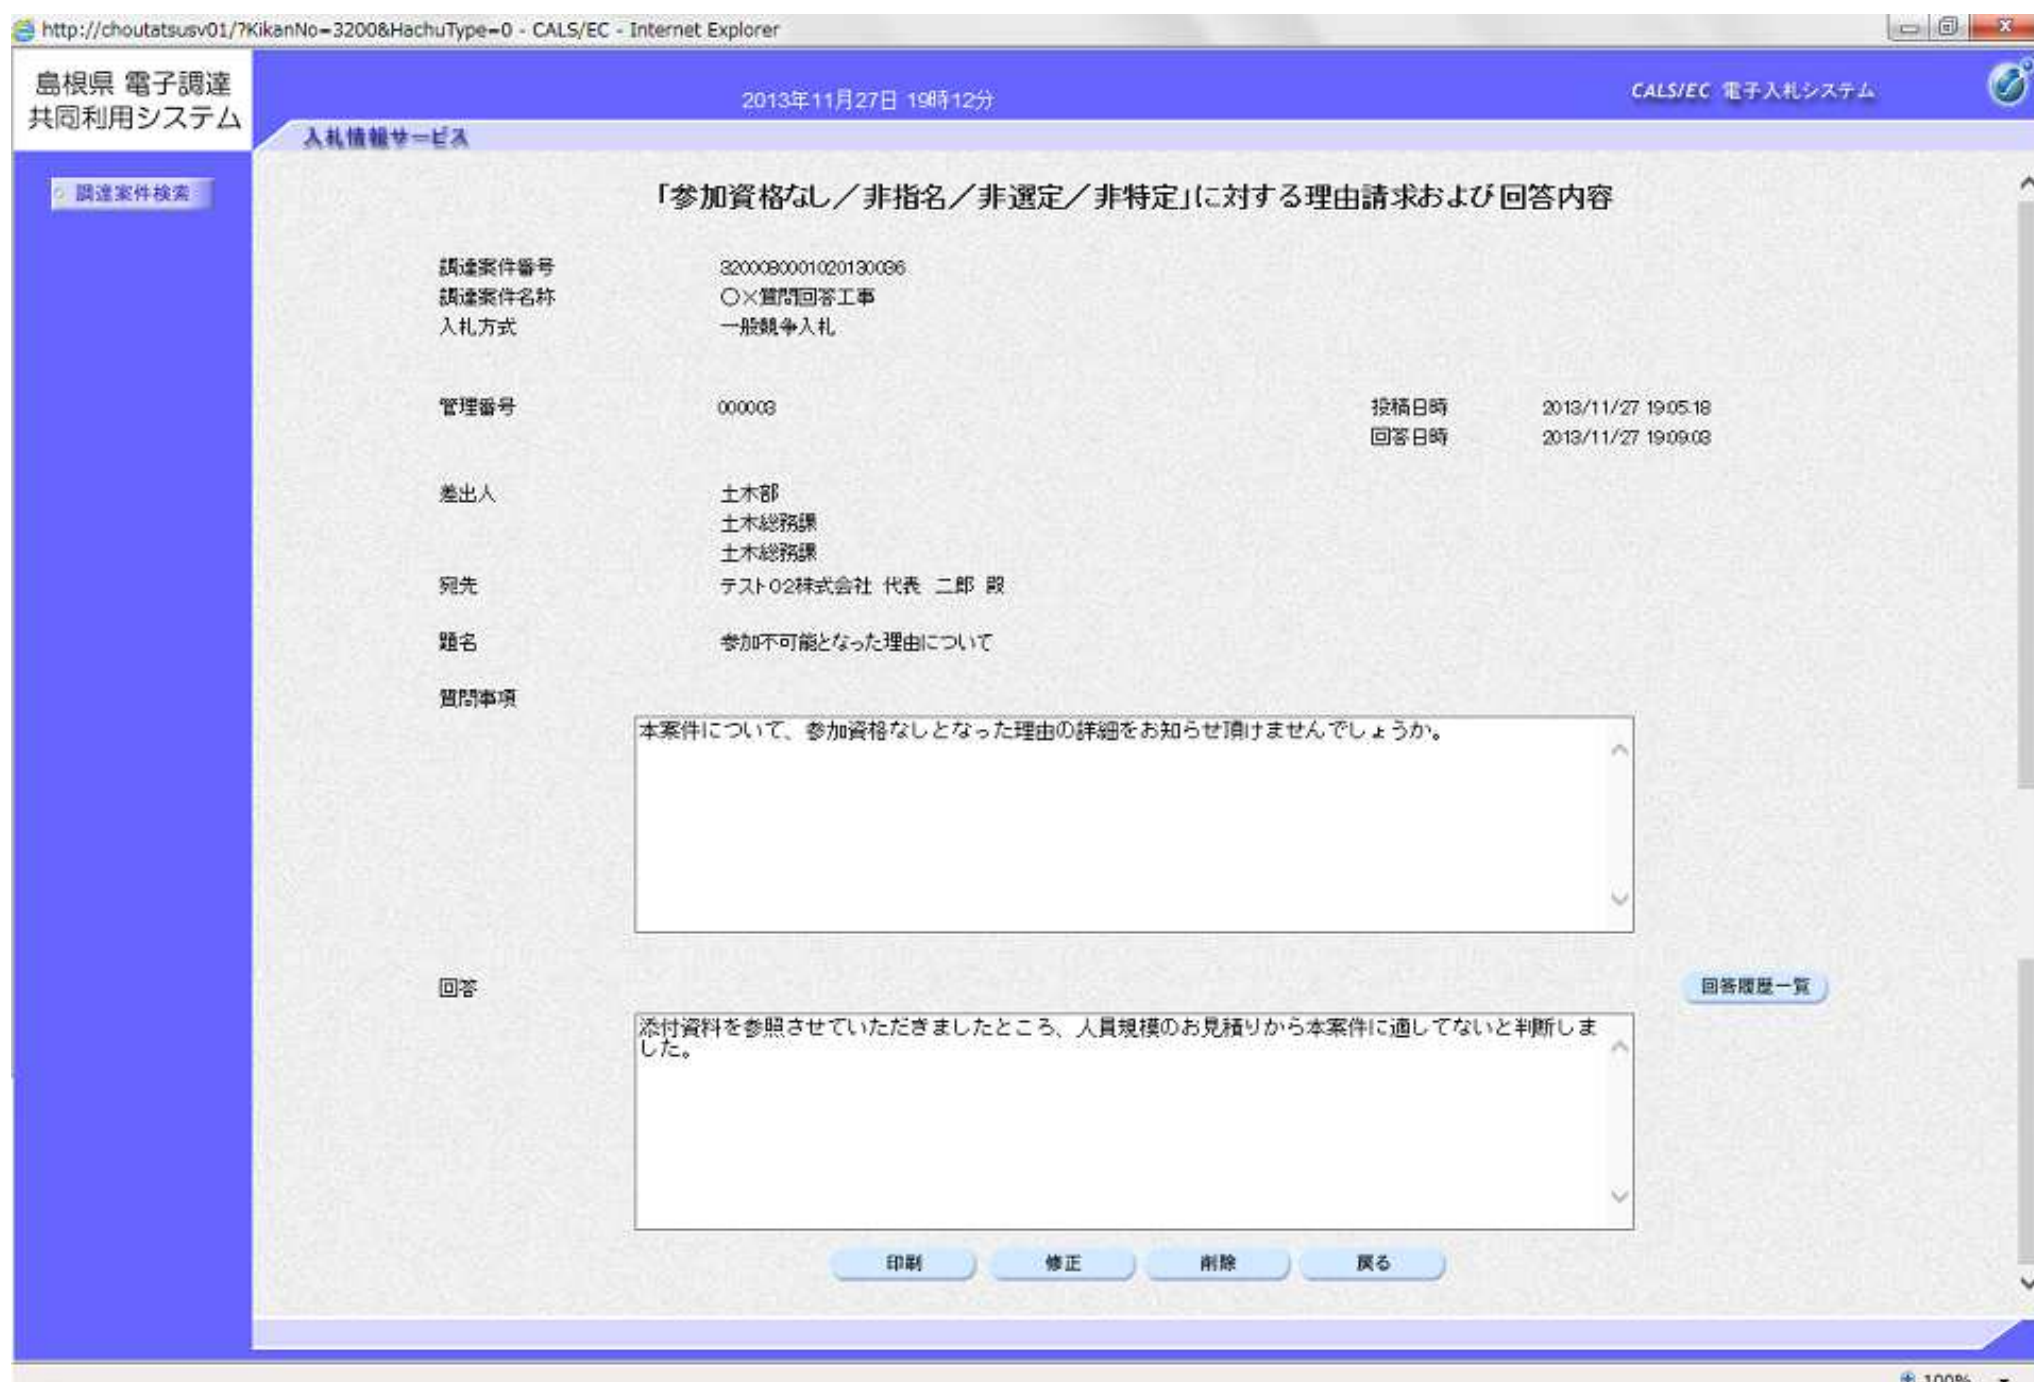 http://choutatsusv01/?KikanNo=3200&HachuType=0 - CALS/EC - Internet Explorer
島根県 電子調達
共同利用システム
2013年11月27日 19時12分
CALS/EC 電子入札システム
入札情報サービス
調達案件検索
「参加資格なし／非指名／非選定／非特定」に対する理由請求および回答内容
調達案件番号 3200080001020130036
調達案件名称 〇×質問回答工事
入札方式 一般競争入札
管理番号 000003 投稿日時 2013/11/27 19:05:18
回答日時 2013/11/27 19:09:03
差出人 土木部
土木総務課
土木総務課
宛先 テスト02株式会社 代表 二郎 殿
題名 参加不可能となった理由について
質問事項
本案件について、参加資格なしとなった理由の詳細をお知らせ頂けませんでしょうか。
回答 回答履歴一覧
添付資料を参照させていただきましたところ、人員規模のお見積りから本案件に適してないと判断しま
した。
印刷 修正 削除 戻る
100%